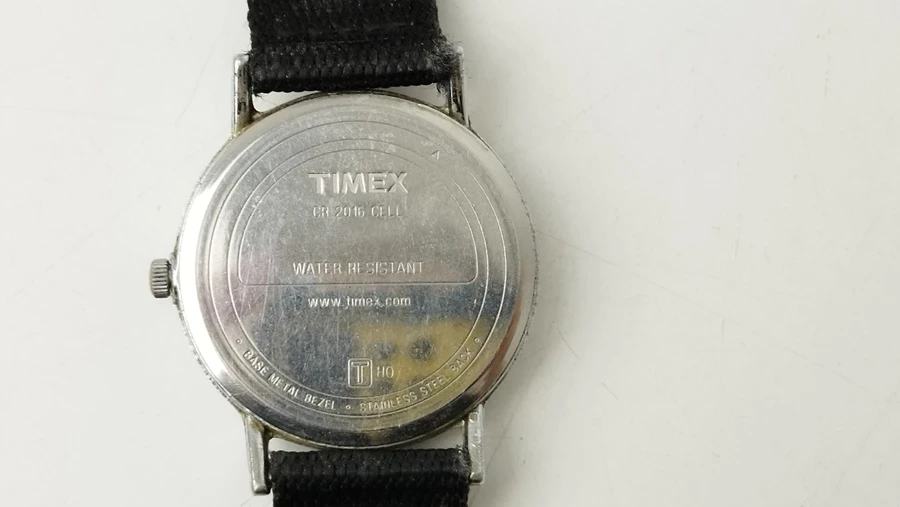 TIMEX
CR 2016 CELL
WATER RESISTANT
www.timex.com
T HO
BASE METAL BEZEL • STAINLESS STEEL BACK